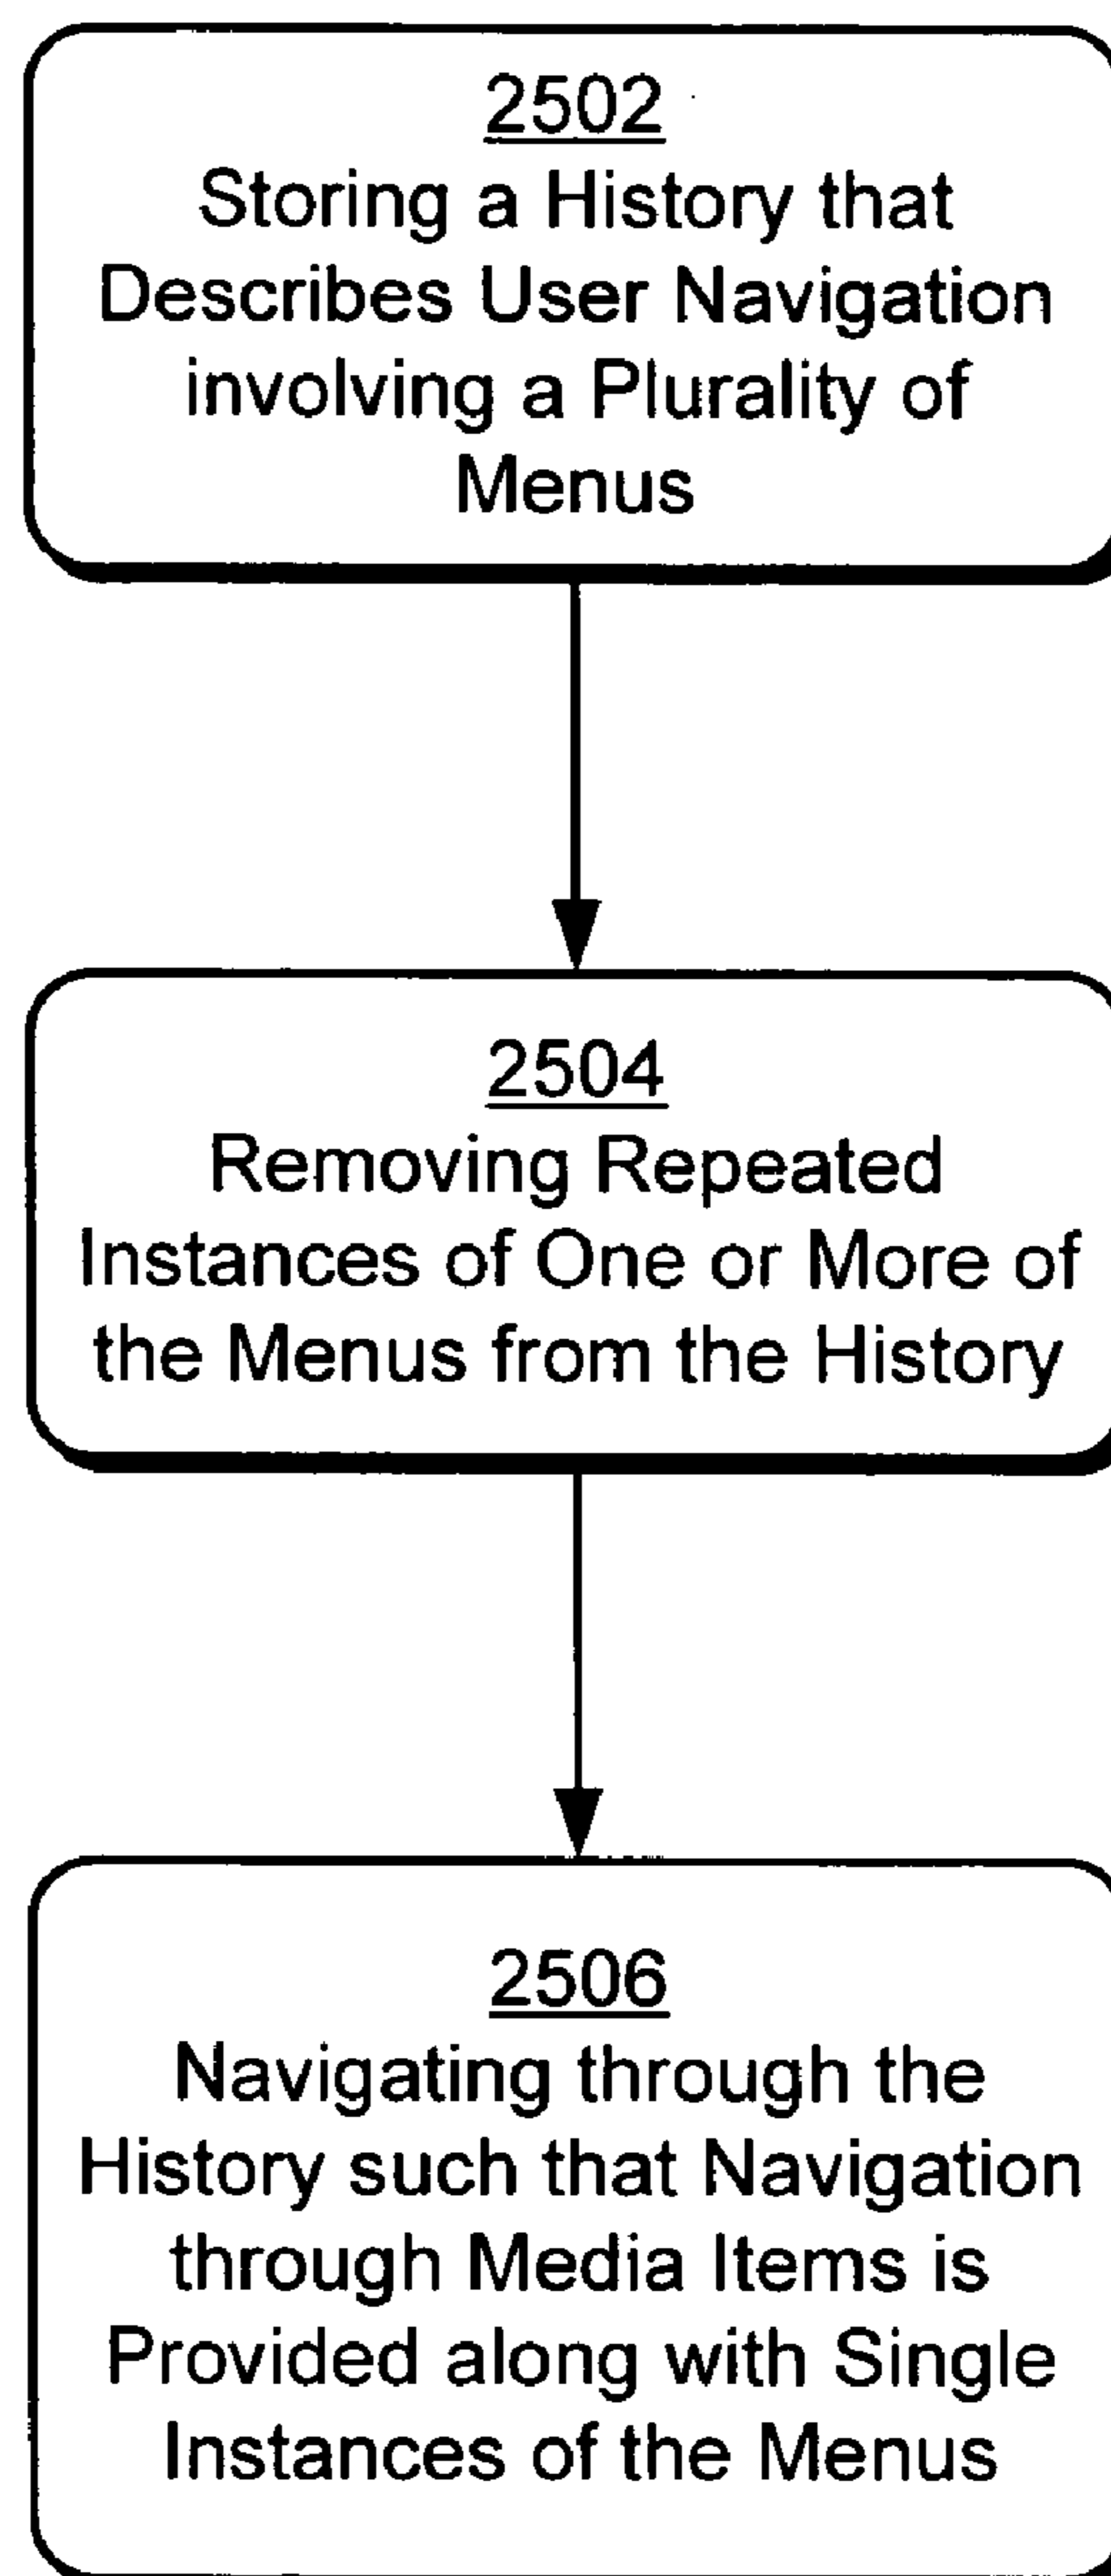 2502
Storing a History that
Describes User Navigation
involving a Plurality of
Menus
2504
Removing Repeated
Instances of One or More of
the Menus from the History
2506
Navigating through the
History such that Navigation
through Media Items is
Provided along with Single
Instances of the Menus